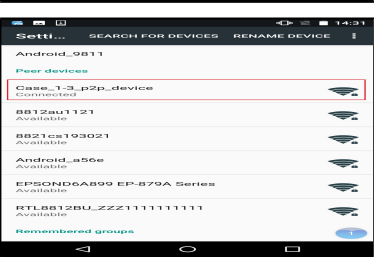 14:31
Setti... SEARCH FOR DEVICES RENAME DEVICE
Android_9811
Peer devices
Case_1-3_p2p_device
Connected
8812au1121
Available
8821cs193021
Available
Android_a56e
Available
EPSOND6A899 EP-879A Series
Available
RTL8812BU_ZZZ1111111111
Available
Remembered groups
1